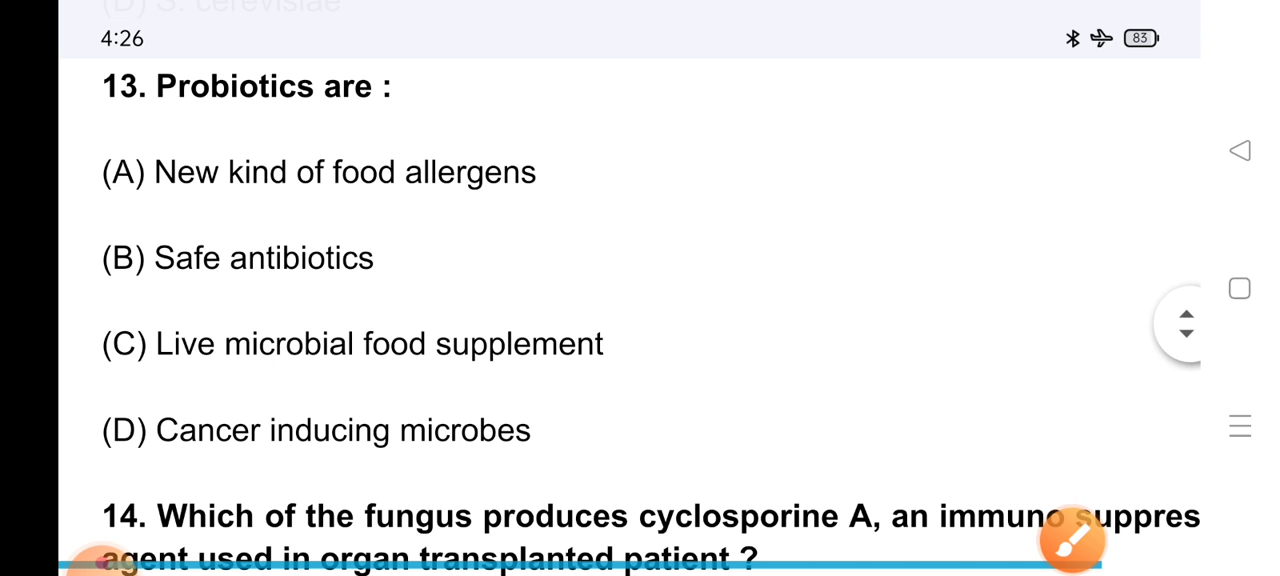 (D) S. cerevisiae
4:26
83
13. Probiotics are :
(A) New kind of food allergens
(B) Safe antibiotics
(C) Live microbial food supplement
(D) Cancer inducing microbes
14. Which of the fungus produces cyclosporine A, an immuno suppres
agent used in organ transplanted patient ?